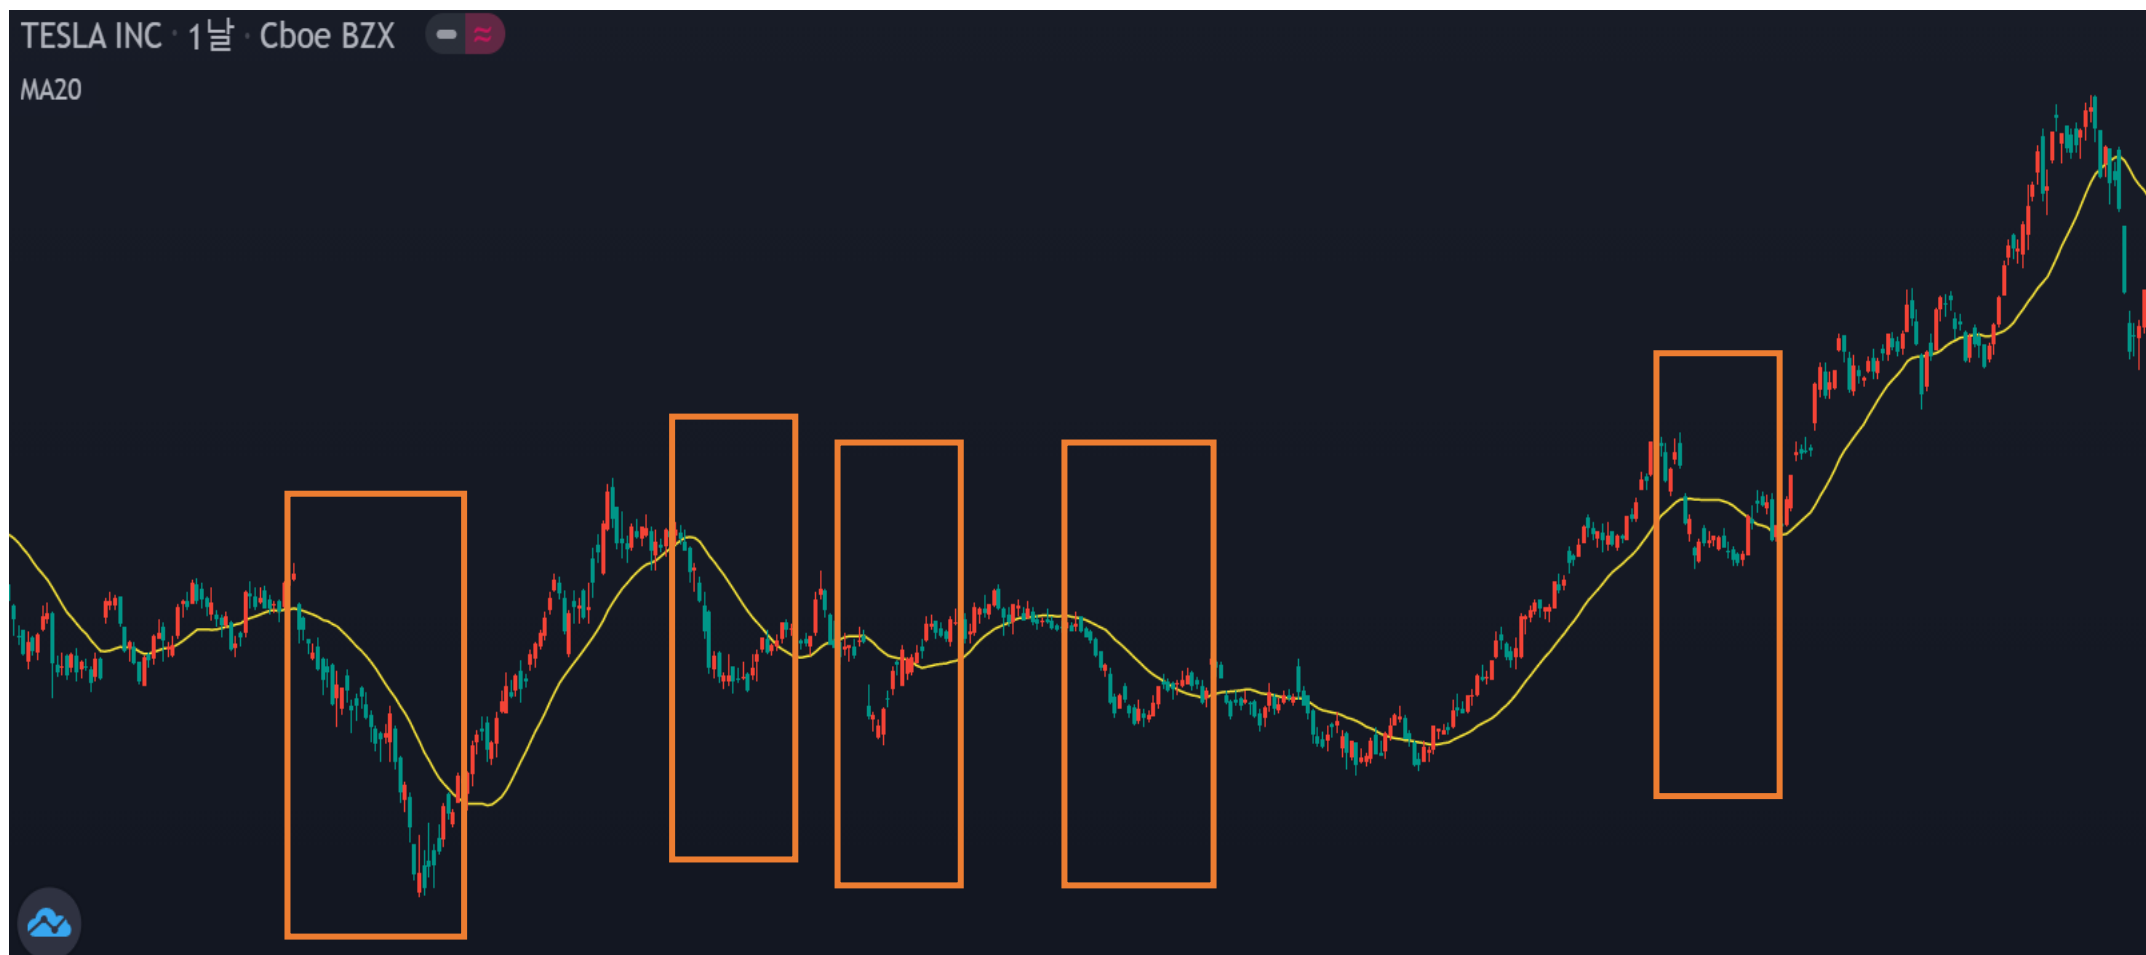 TESLA INC · 1날 · Cboe BZX
MA20